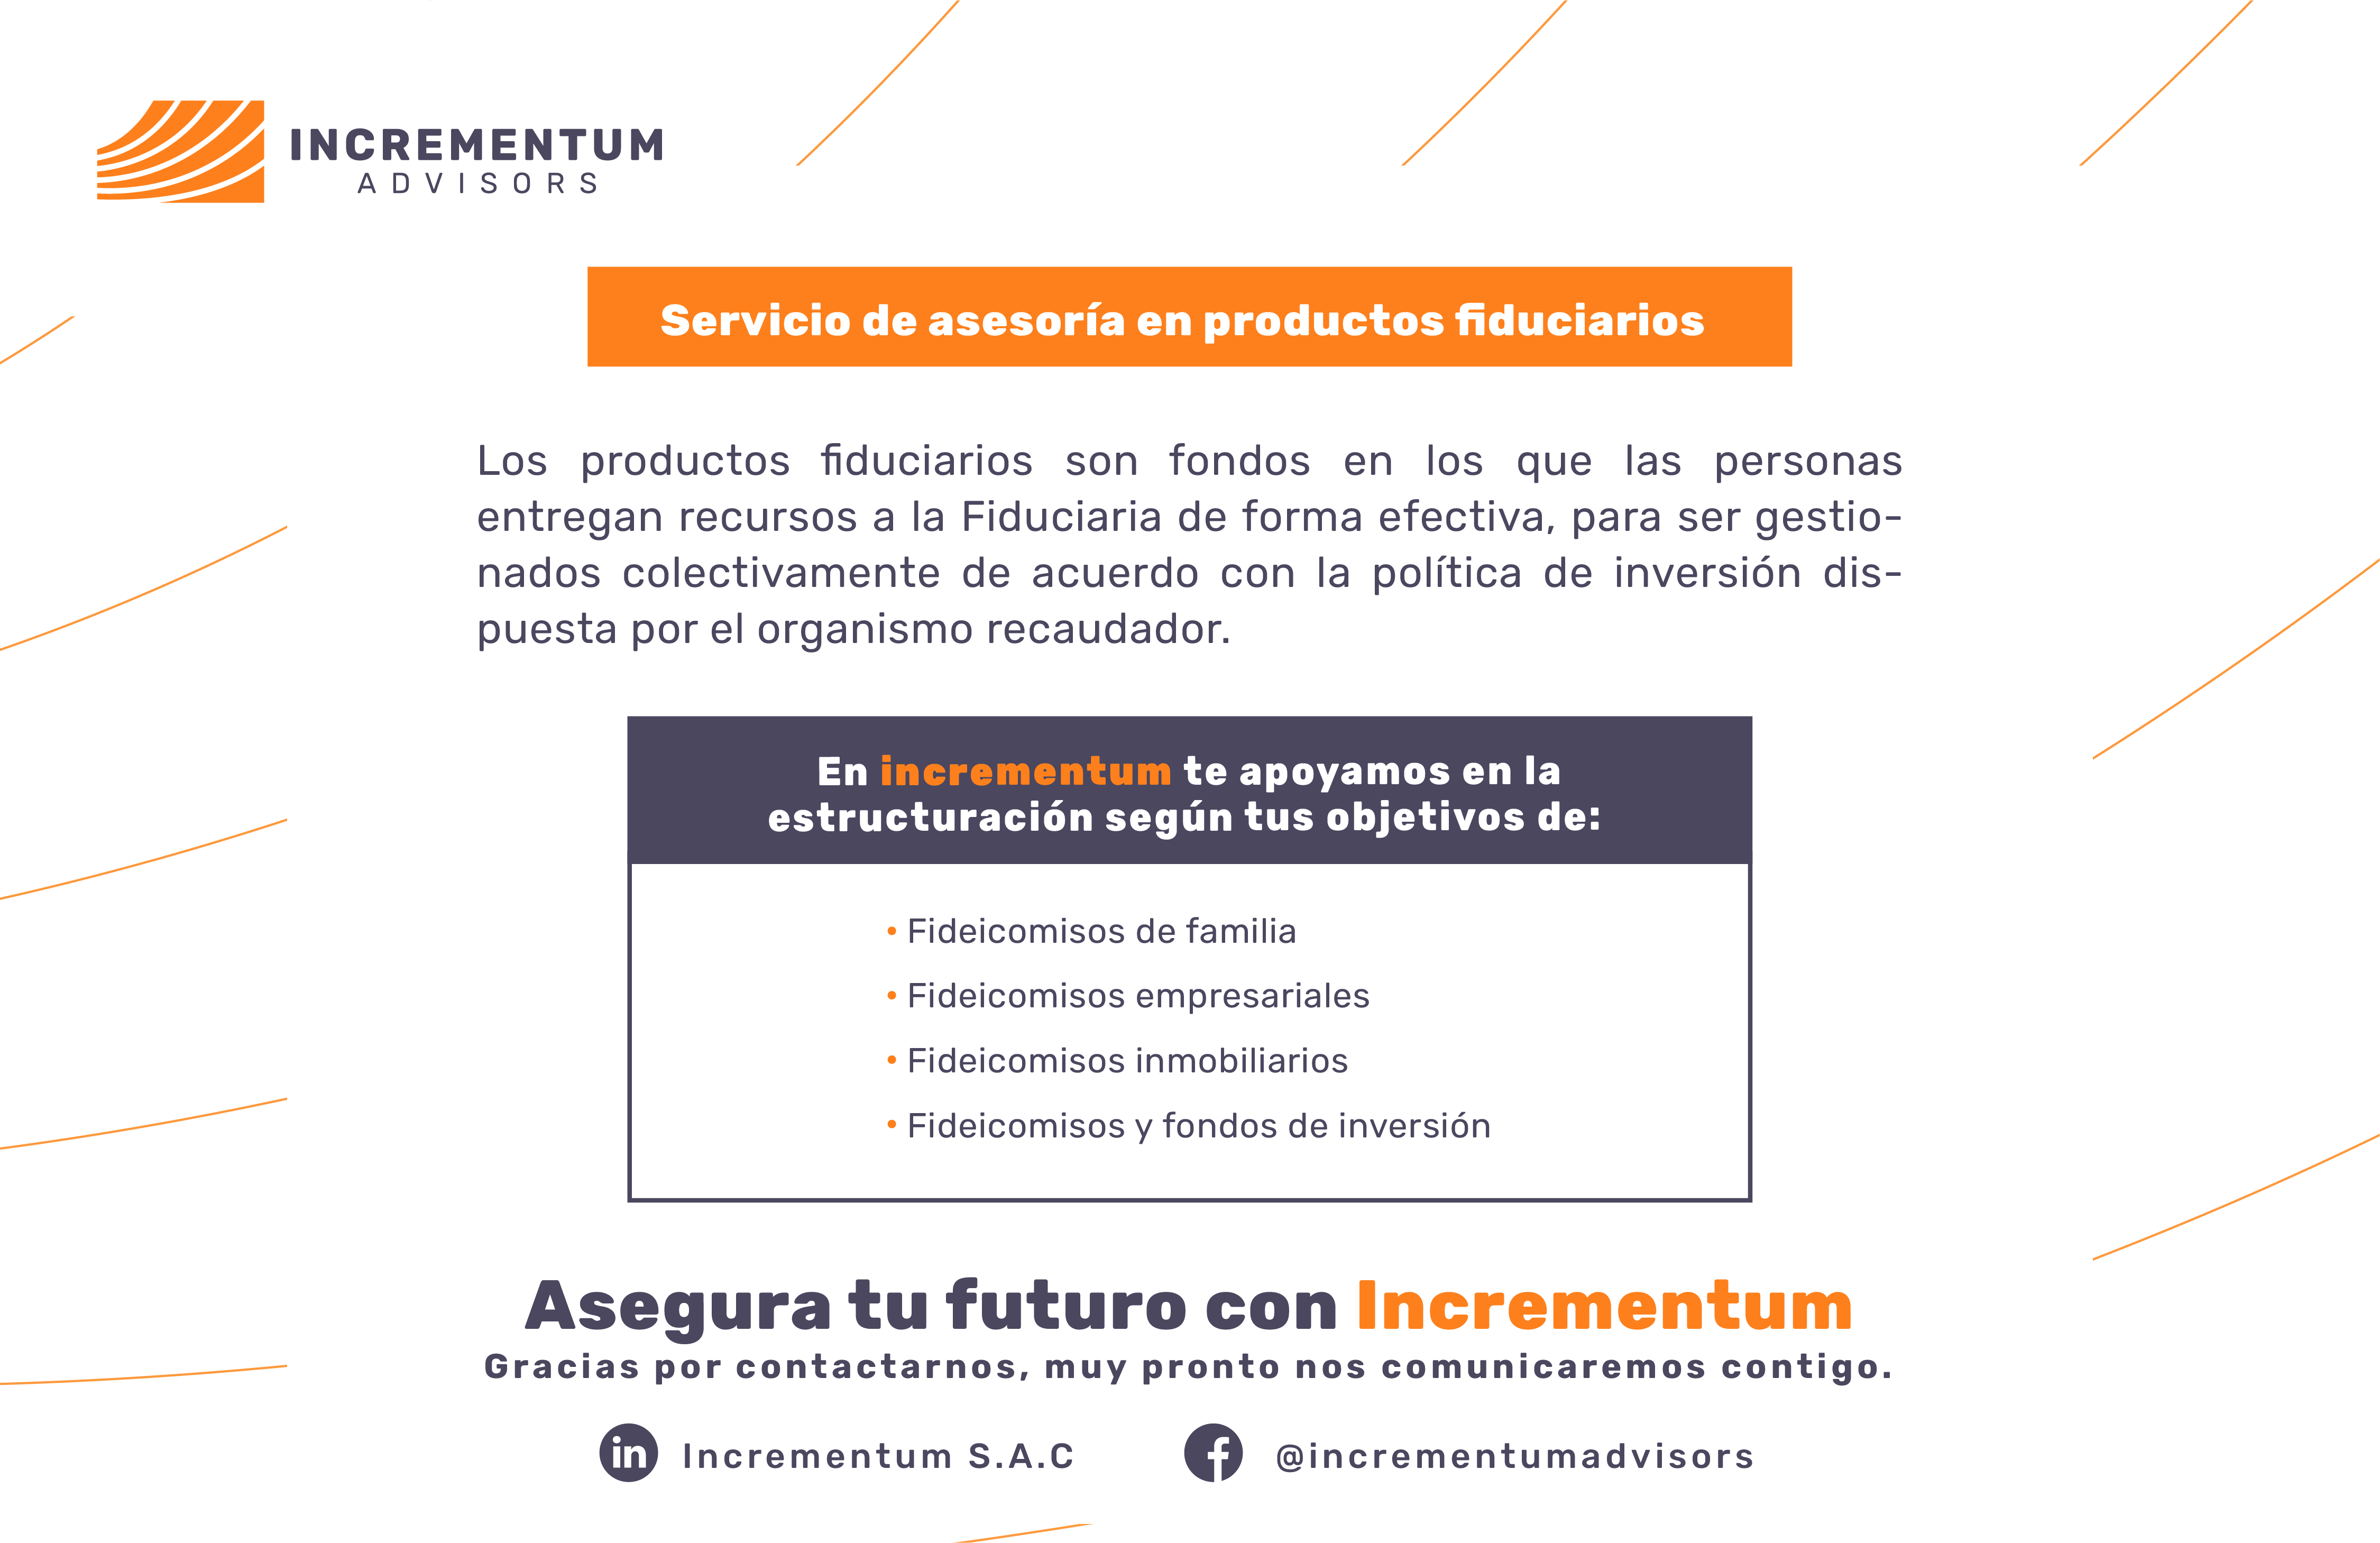 INCREMENTUM
ADVISORS
Servicio de asesoría en productos fiduciarios
Los productos fiduciarios son fondos en los que las personas
entregan recursos a la Fiduciaria de forma efectiva, para ser gestio-
nados colectivamente de acuerdo con la política de inversión dis-
puesta por el organismo recaudador.
En incrementum te apoyamos en la
estructuración según tus objetivos de:
• Fideicomisos de familia
• Fideicomisos empresariales
• Fideicomisos inmobiliarios
• Fideicomisos y fondos de inversión
Asegura tu futuro con Incrementum
Gracias por contactarnos, muy pronto nos comunicaremos contigo.
in Incrementum S.A.C
f @incrementumadvisors